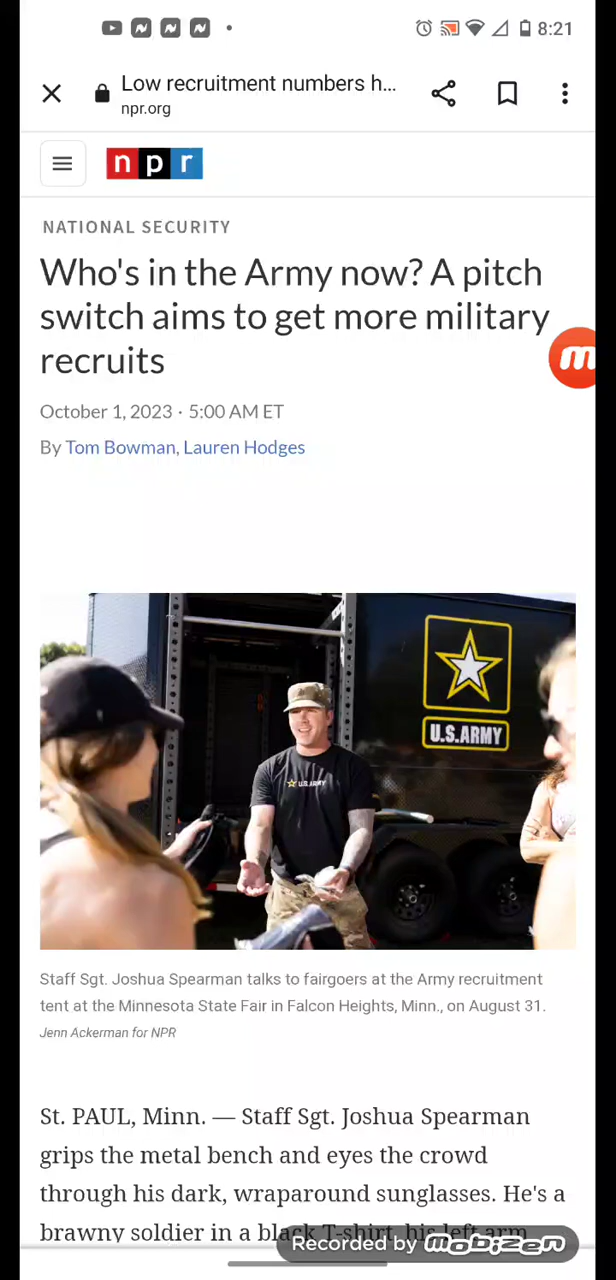 8:21
Low recruitment numbers h...
npr.org
npr
NATIONAL SECURITY
Who's in the Army now? A pitch
switch aims to get more military
recruits
October 1, 2023 · 5:00 AM ET
By Tom Bowman, Lauren Hodges
m
U.S.ARMY
U.S. ARMY
Staff Sgt. Joshua Spearman talks to fairgoers at the Army recruitment
tent at the Minnesota State Fair in Falcon Heights, Minn., on August 31.
Jenn Ackerman for NPR
St. PAUL, Minn. — Staff Sgt. Joshua Spearman
grips the metal bench and eyes the crowd
through his dark, wraparound sunglasses. He's a
brawny soldier in a black T-shirt, his left arm
Recorded by mobizen